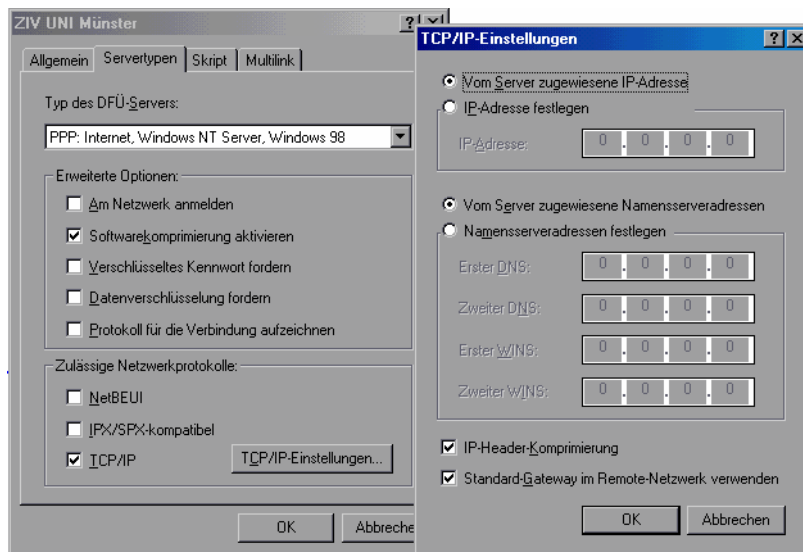 ZIV UNI Münster
Allgemein Servertypen Skript Multilink
Typ des DFÜ-Servers:
PPP: Internet, Windows NT Server, Windows 98
Erweiterte Optionen:
Am Netzwerk anmelden
Softwarekomprimierung aktivieren
Verschlüsseltes Kennwort fordern
Datenverschlüsselung fordern
Protokoll für die Verbindung aufzeichnen
Zulässige Netzwerkprotokolle:
NetBEUI
IPX/SPX-kompatibel
TCP/IP TCP/IP-Einstellungen...
OK Abbreche
TCP/IP-Einstellungen
Vom Server zugewiesene IP-Adresse
IP-Adresse festlegen
IP-Adresse: 0 . 0 . 0 . 0
Vom Server zugewiesene Namensserveradressen
Namensserveradressen festlegen
Erster DNS: 0 . 0 . 0 . 0
Zweiter DNS: 0 . 0 . 0 . 0
Erster WINS: 0 . 0 . 0 . 0
Zweiter WINS: 0 . 0 . 0 . 0
IP-Header-Komprimierung
Standard-Gateway im Remote-Netzwerk verwenden
OK Abbrechen